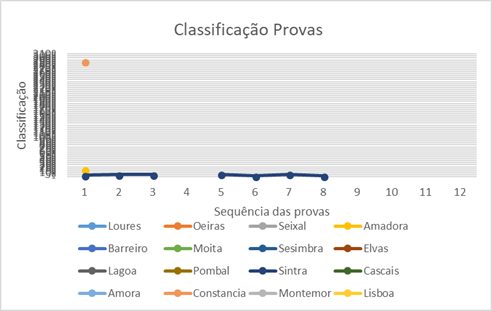 Classificação Provas
Classificação
1 2 3 4 5 6 7 8 9 10 11 12
Sequência das provas
Loures Oeiras Seixal Amadora
Barreiro Moita Sesimbra Elvas
Lagoa Pombal Sintra Cascais
Amora Constancia Montemor Lisboa